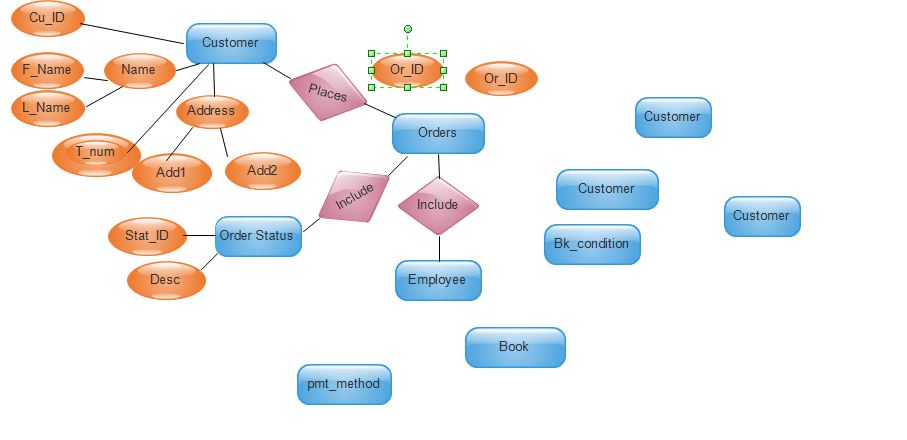 Cu_ID
Customer
F_Name
Name
Or_ID
Or_ID
L_Name
Places
Address
Customer
Orders
T_num
Add1
Add2
Include
Include
Customer
Customer
Stat_ID
Order Status
Bk_condition
Desc
Employee
Book
pmt_method